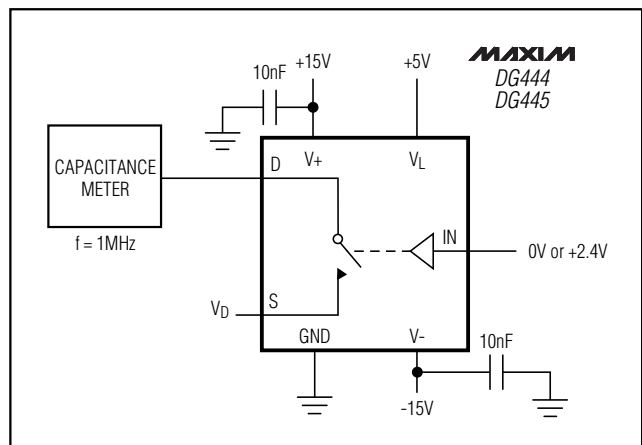 MAXIM
DG444
DG445
+15V
+5V
10nF
CAPACITANCE
METER
f = 1MHz
D
V+
VL
IN
0V or +2.4V
VD
S
GND
V-
10nF
-15V